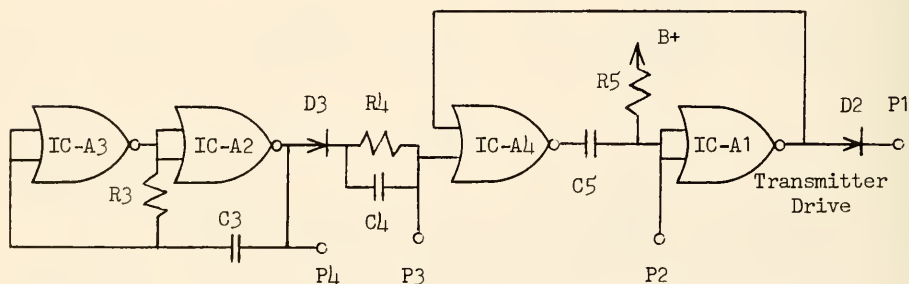 B+
R5
D3
R4
D2
P1
IC-A3
IC-A2
IC-A4
IC-A1
R3
C5
Transmitter
Drive
C3
C4
P4
P3
P2